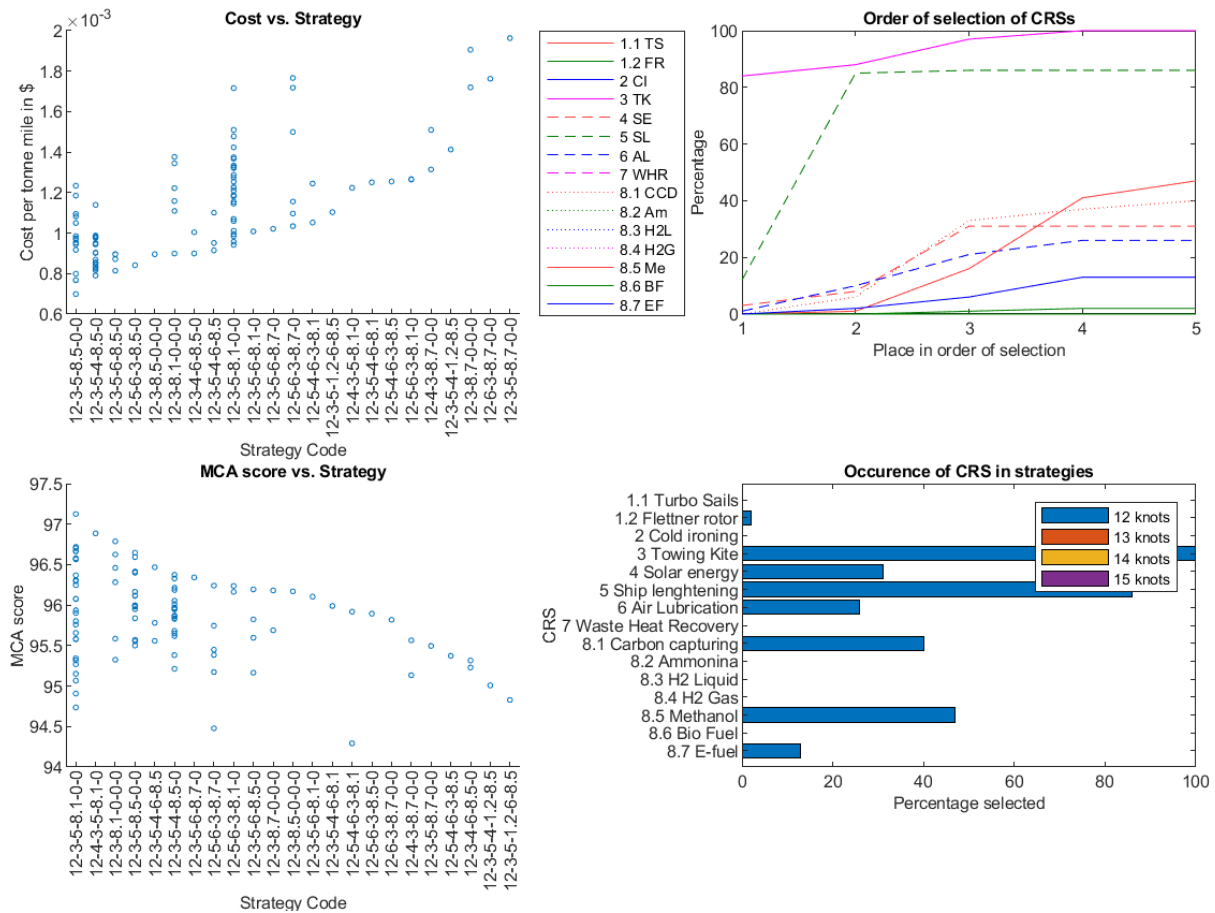 Cost vs. Strategy
×10⁻³
Cost per tonne mile in $
2
1.8
1.6
1.4
1.2
1
0.8
0.6
12-3-5-8.5-0-0
12-3-5-4-8.5-0
12-3-5-6-8.5-0
12-5-6-3-8.5-0
12-3-8.5-0-0-0
12-3-8.1-0-0-0
12-3-4-6-8.5-0
12-3-5-4-6-8.5
12-3-5-8.1-0-0
12-3-5-6-8.1-0
12-3-5-6-8.7-0
12-5-6-3-8.7-0
12-5-4-6-3-8.1
12-3-5-1.2-6-8.5
12-4-3-5-8.1-0
12-3-5-4-6-8.1
12-5-4-6-3-8.5
12-5-6-3-8.1-0
12-4-3-8.7-0-0
12-3-5-4-8.7-0
12-3-5-4-1.2-8.5
12-3-8.7-0-0-0
12-6-3-8.7-0-0
12-3-5-8.7-0-0
Strategy Code
1.1 TS
1.2 FR
2 CI
3 TK
4 SE
5 SL
6 AL
7 WHR
8.1 CCD
8.2 Am
8.3 H2L
8.4 H2G
8.5 Me
8.6 BF
8.7 EF
Order of selection of CRSs
Percentage
100
80
60
40
20
0
1
2
3
4
5
Place in order of selection
MCA score vs. Strategy
MCA score
97.5
97
96.5
96
95.5
95
94.5
94
12-3-5-8.1-0-0
12-4-3-5-8.1-0
12-3-8.1-0-0-0
12-3-5-8.5-0-0
12-3-5-4-6-8.5
12-3-5-4-8.5-0
12-3-5-6-8.7-0
12-5-6-3-8.7-0
12-5-6-3-8.1-0
12-3-5-6-8.5-0
12-3-8.7-0-0-0
12-3-8.5-0-0-0
12-3-5-6-8.1-0
12-3-5-4-6-8.1
12-5-4-6-3-8.1
12-5-6-3-8.5-0
12-6-3-8.7-0-0
12-4-3-8.7-0-0
12-3-5-8.7-0-0
12-5-4-6-3-8.5
12-3-4-6-8.5-0
12-3-5-4-1.2-8.5
12-3-5-1.2-6-8.5
Strategy Code
Occurence of CRS in strategies
CRS
1.1 Turbo Sails
1.2 Flettner rotor
2 Cold ironing
3 Towing Kite
4 Solar energy
5 Ship lenghtening
6 Air Lubrication
7 Waste Heat Recovery
8.1 Carbon capturing
8.2 Ammonina
8.3 H2 Liquid
8.4 H2 Gas
8.5 Methanol
8.6 Bio Fuel
8.7 E-fuel
12 knots
13 knots
14 knots
15 knots
0
20
40
60
80
100
Percentage selected